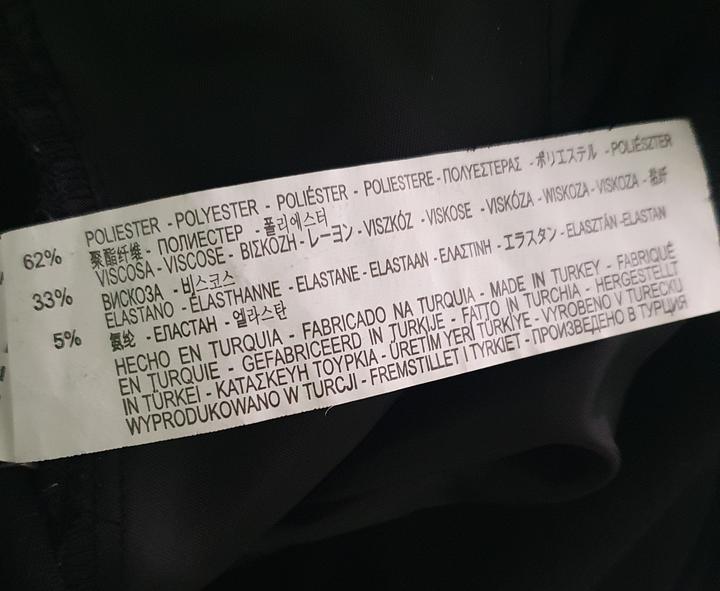 62% POLIESTER - POLYESTER - POLIÉSTER - POLIESTERE - ΠΟΛΥΕΣΤΕΡΑΣ - ポリエステル - POLIÉSZTER
聚酯纤维 - ПОЛИЕСТЕР - 폴리에스터
33% VISCOSA - VISCOSE - ΒΙΣΚΟΖΗ - レーヨン - VISZKÓZ - VISKOSE - VISKÓZA - WISKOZA - VISKOZA - 粘纤
ВИСКОЗА - 비스코스
5% ELASTANO - ELASTHANNE - ELASTANE - ELASTAAN - ΕΛΑΣΤΙΝΗ - エラスタン - ELASZTÁN - ELASTAN
氨纶 - ЕЛАСТАН - 엘라스탄
HECHO EN TURQUIA - FABRICADO NA TURQUIA - MADE IN TURKEY - FABRIQUÉ
EN TURQUIE - GEFABRICEERD IN TURKIJE - FATTO IN TURCHIA - HERGESTELLT
IN TÜRKEI - ΚΑΤΑΣΚΕΥΗ ΤΟΥΡΚΙΑ - ÜRETIM YERİ TÜRKİYE - VYROBENO V TURECKU
WYPRODUKOWANO W TURCJI - FREMSTILLET I TYRKIET - ПРОИЗВЕДЕНО В ТУРЦИЯ